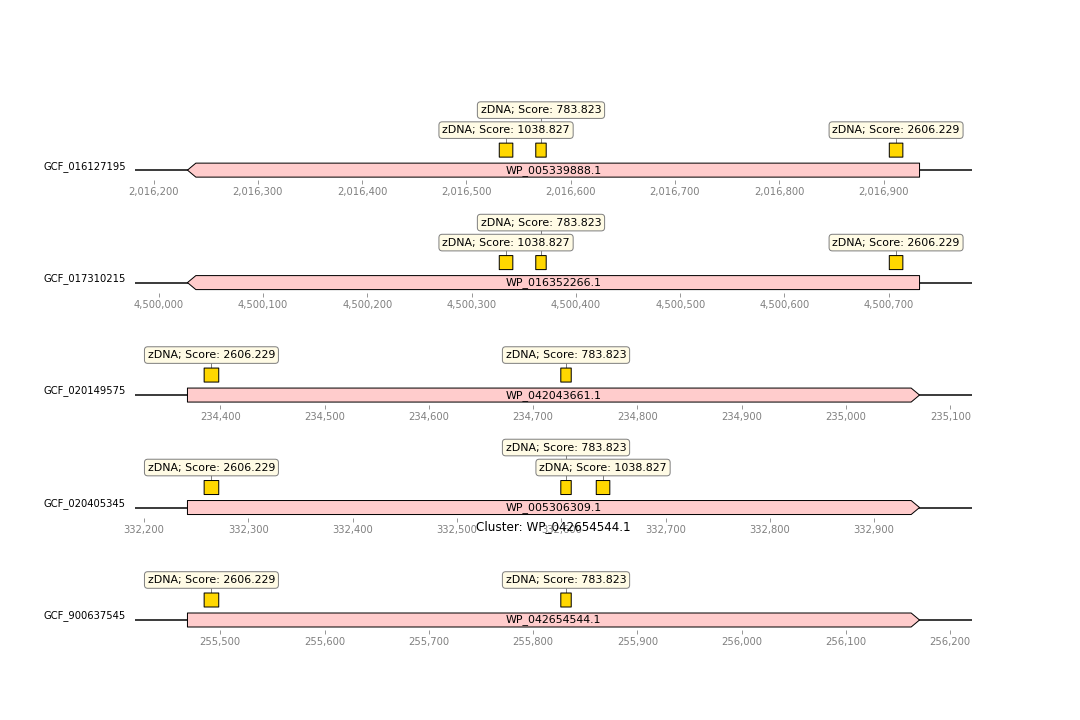 zDNA; Score: 783.823
zDNA; Score: 1038.827 zDNA; Score: 2606.229
GCF_016127195 WP_005339888.1
2,016,200 2,016,300 2,016,400 2,016,500 2,016,600 2,016,700 2,016,800 2,016,900
zDNA; Score: 783.823
zDNA; Score: 1038.827 zDNA; Score: 2606.229
GCF_017310215 WP_016352266.1
4,500,000 4,500,100 4,500,200 4,500,300 4,500,400 4,500,500 4,500,600 4,500,700
zDNA; Score: 2606.229 zDNA; Score: 783.823
GCF_020149575 WP_042043661.1
234,400 234,500 234,600 234,700 234,800 234,900 235,000 235,100
zDNA; Score: 783.823
zDNA; Score: 2606.229 zDNA; Score: 1038.827
GCF_020405345 WP_005306309.1
332,200 332,300 332,400 332,500 332,600 332,700 332,800 332,900
Cluster: WP_042654544.1
zDNA; Score: 2606.229 zDNA; Score: 783.823
GCF_900637545 WP_042654544.1
255,500 255,600 255,700 255,800 255,900 256,000 256,100 256,200